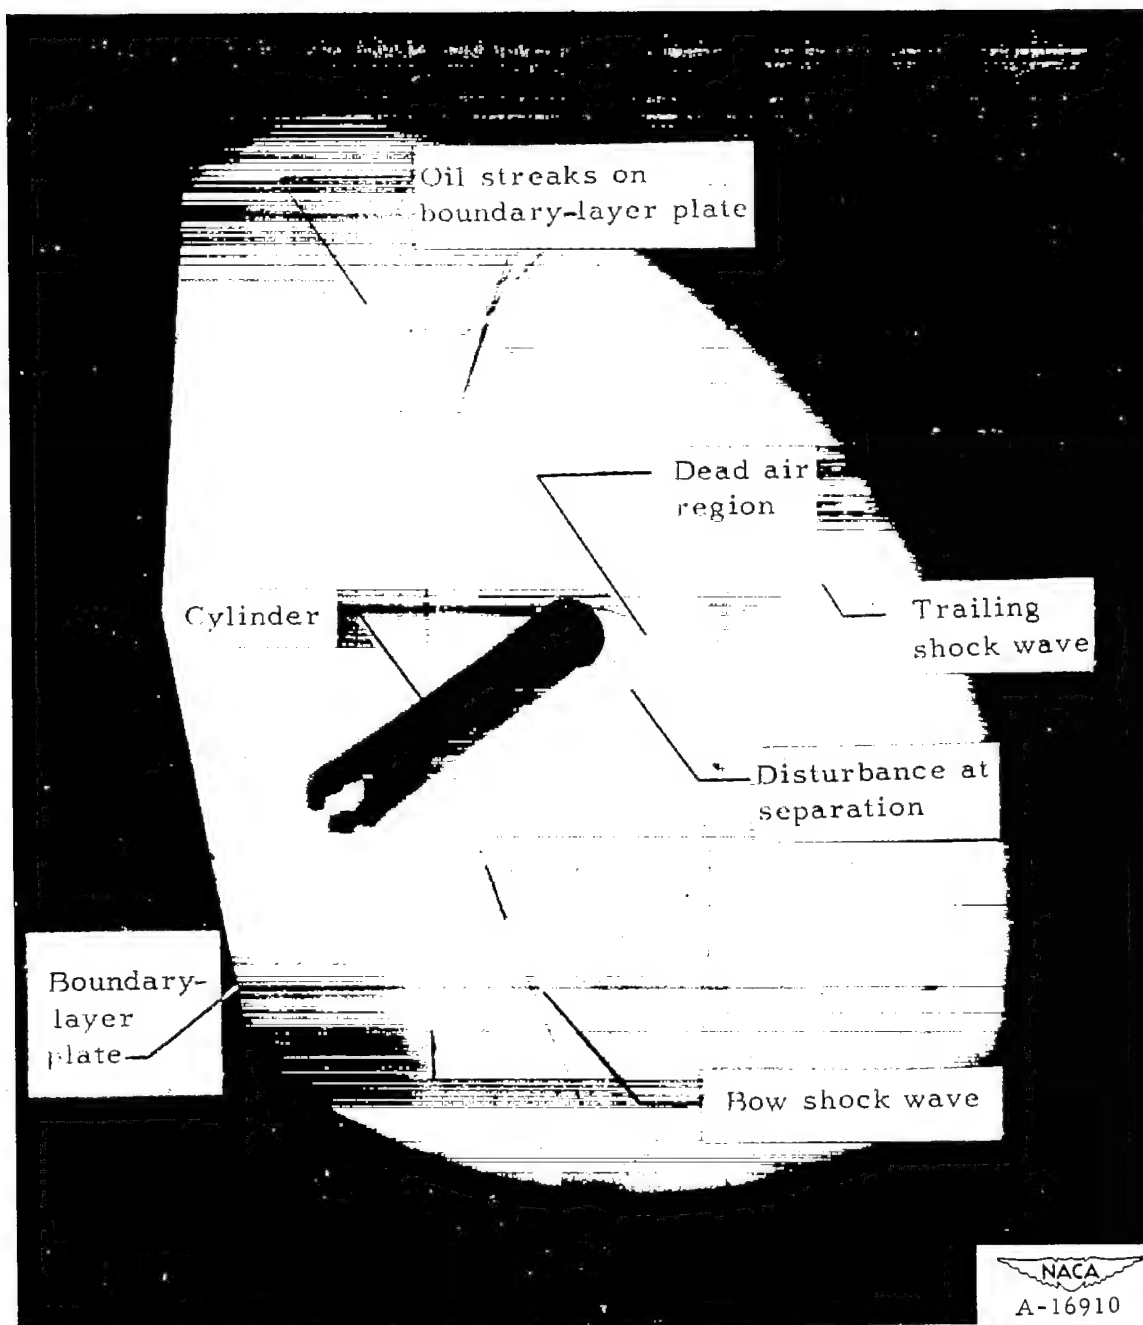 Oil streaks on
boundary-layer plate
Dead air
region
Cylinder
Trailing
shock wave
Disturbance at
separation
Boundary-
layer
plate
Bow shock wave
NACA
A-16910